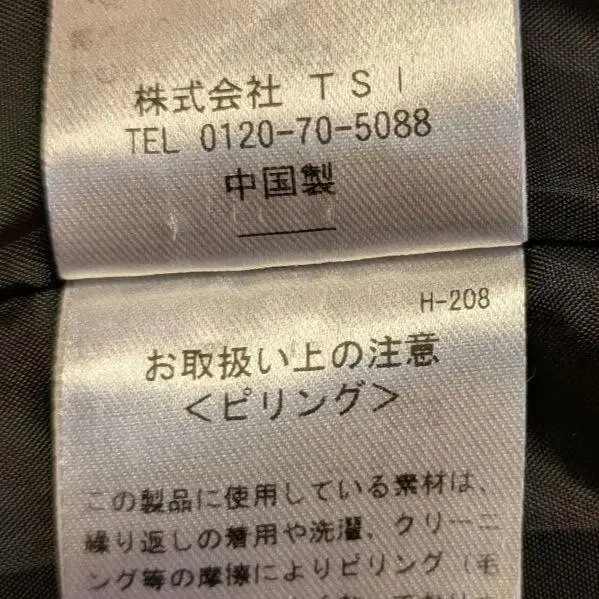 株式会社 TSI
TEL 0120-70-5088
中国製
H-208
お取扱い上の注意
<ピリング>
この製品に使用している素材は、
繰り返しの着用や洗濯、クリーニ
ング等の摩擦によりピリング（毛